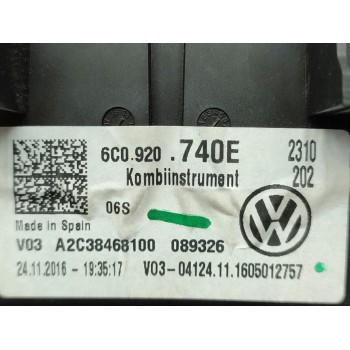 6C0.920 .740E 2310
Kombiinstrument 202
06S
Made in Spain
V03 A2C38468100 089326
24.11.2016 - 19:35:17 V03-04124.11.1605012757